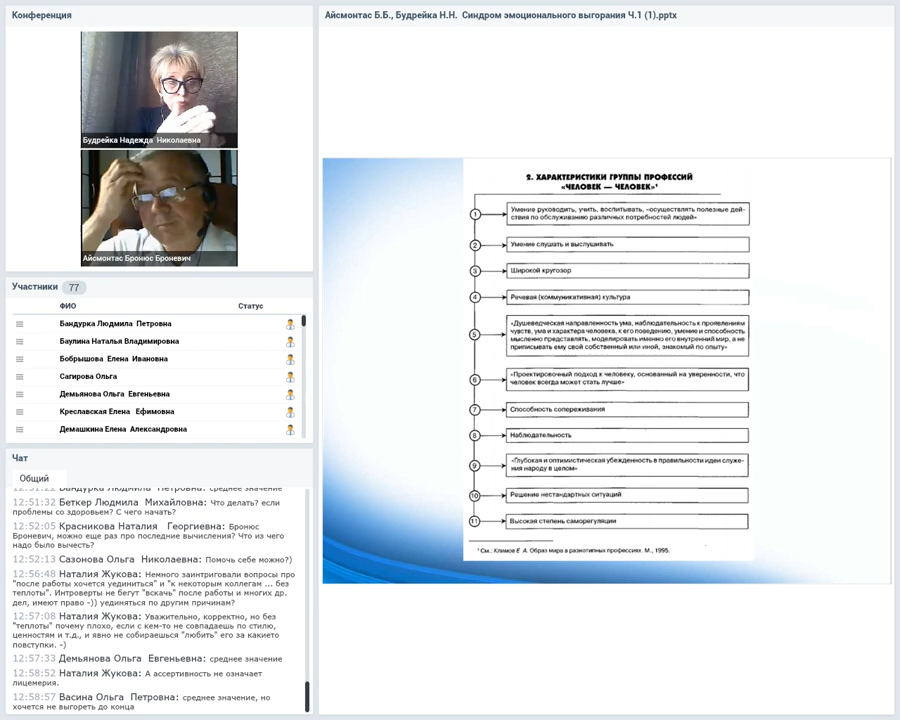 Конференция
Будрейка Надежда Николаевна
Айсмонтас Бронюс Броневич
Участники 77
ФИО Статус
Бандурка Людмила Петровна
Баулина Наталья Владимировна
Бобрышова Елена Ивановна
Сагирова Ольга
Демьянова Ольга Евгеньевна
Креславская Елена Ефимовна
Демашкина Елена Александровна
Чат
Общий
12:51:22 Бандурка Людмила Петровна: среднее значение
12:51:32 Беткер Людмила Михайловна: Что делать? если
проблемы со здоровьем? С чего начать?
12:52:05 Красникова Наталия Георгиевна: Бронюс
Броневич, можно еще раз про последние вычисления? Что из чего
надо было вычесть?
12:52:13 Сазонова Ольга Николаевна: Помочь себе можно?)
12:56:48 Наталия Жукова: Немного заинтриговали вопросы про
"после работы хочется уединиться" и "к некоторым коллегам ... без
теплоты". Интроверты не бегут "вскачь" после работы и многих др.
дел, имеют право -)) уединяться по другим причинам?
12:57:08 Наталия Жукова: Уважительно, корректно, но без
"теплоты" почему плохо, если с кем-то не совпадаешь по стилю,
ценностям и т.д., и явно не собираешься "любить" его за какието
поступки. -)
12:57:33 Демьянова Ольга Евгеньевна: среднее значение
12:58:52 Наталия Жукова: А ассертивность не означает
лицемерия.
12:58:57 Васина Ольга Петровна: среднее значение, но
хочется не выгореть до конца
Айсмонтас Б.Б., Будрейка Н.Н. Синдром эмоционального выгорания Ч.1 (1).pptx
2. ХАРАКТЕРИСТИКИ ГРУППЫ ПРОФЕССИЙ
«ЧЕЛОВЕК — ЧЕЛОВЕК»¹
1 Умение руководить, учить, воспитывать, «осуществлять полезные дей-
ствия по обслуживанию различных потребностей людей»
2 Умение слушать и выслушивать
3 Широкий кругозор
4 Речевая (коммуникативная) культура
5 «Душеведческая направленность ума, наблюдательность к проявлениям
чувств, ума и характера человека, к его поведению, умение и способность
мысленно представлять, моделировать именно его внутренний мир, а не
приписывать ему свой собственный или иной, знакомый по опыту»
6 «Проектировочный подход к человеку, основанный на уверенности, что
человек всегда может стать лучше»
7 Способность сопереживания
8 Наблюдательность
9 «Глубокая и оптимистическая убежденность в правильности идеи служе-
ния народу в целом»
10 Решение нестандартных ситуаций
11 Высокая степень саморегуляции
¹ См.: Климов Е. А. Образ мира в разнотипных профессиях. М., 1995.